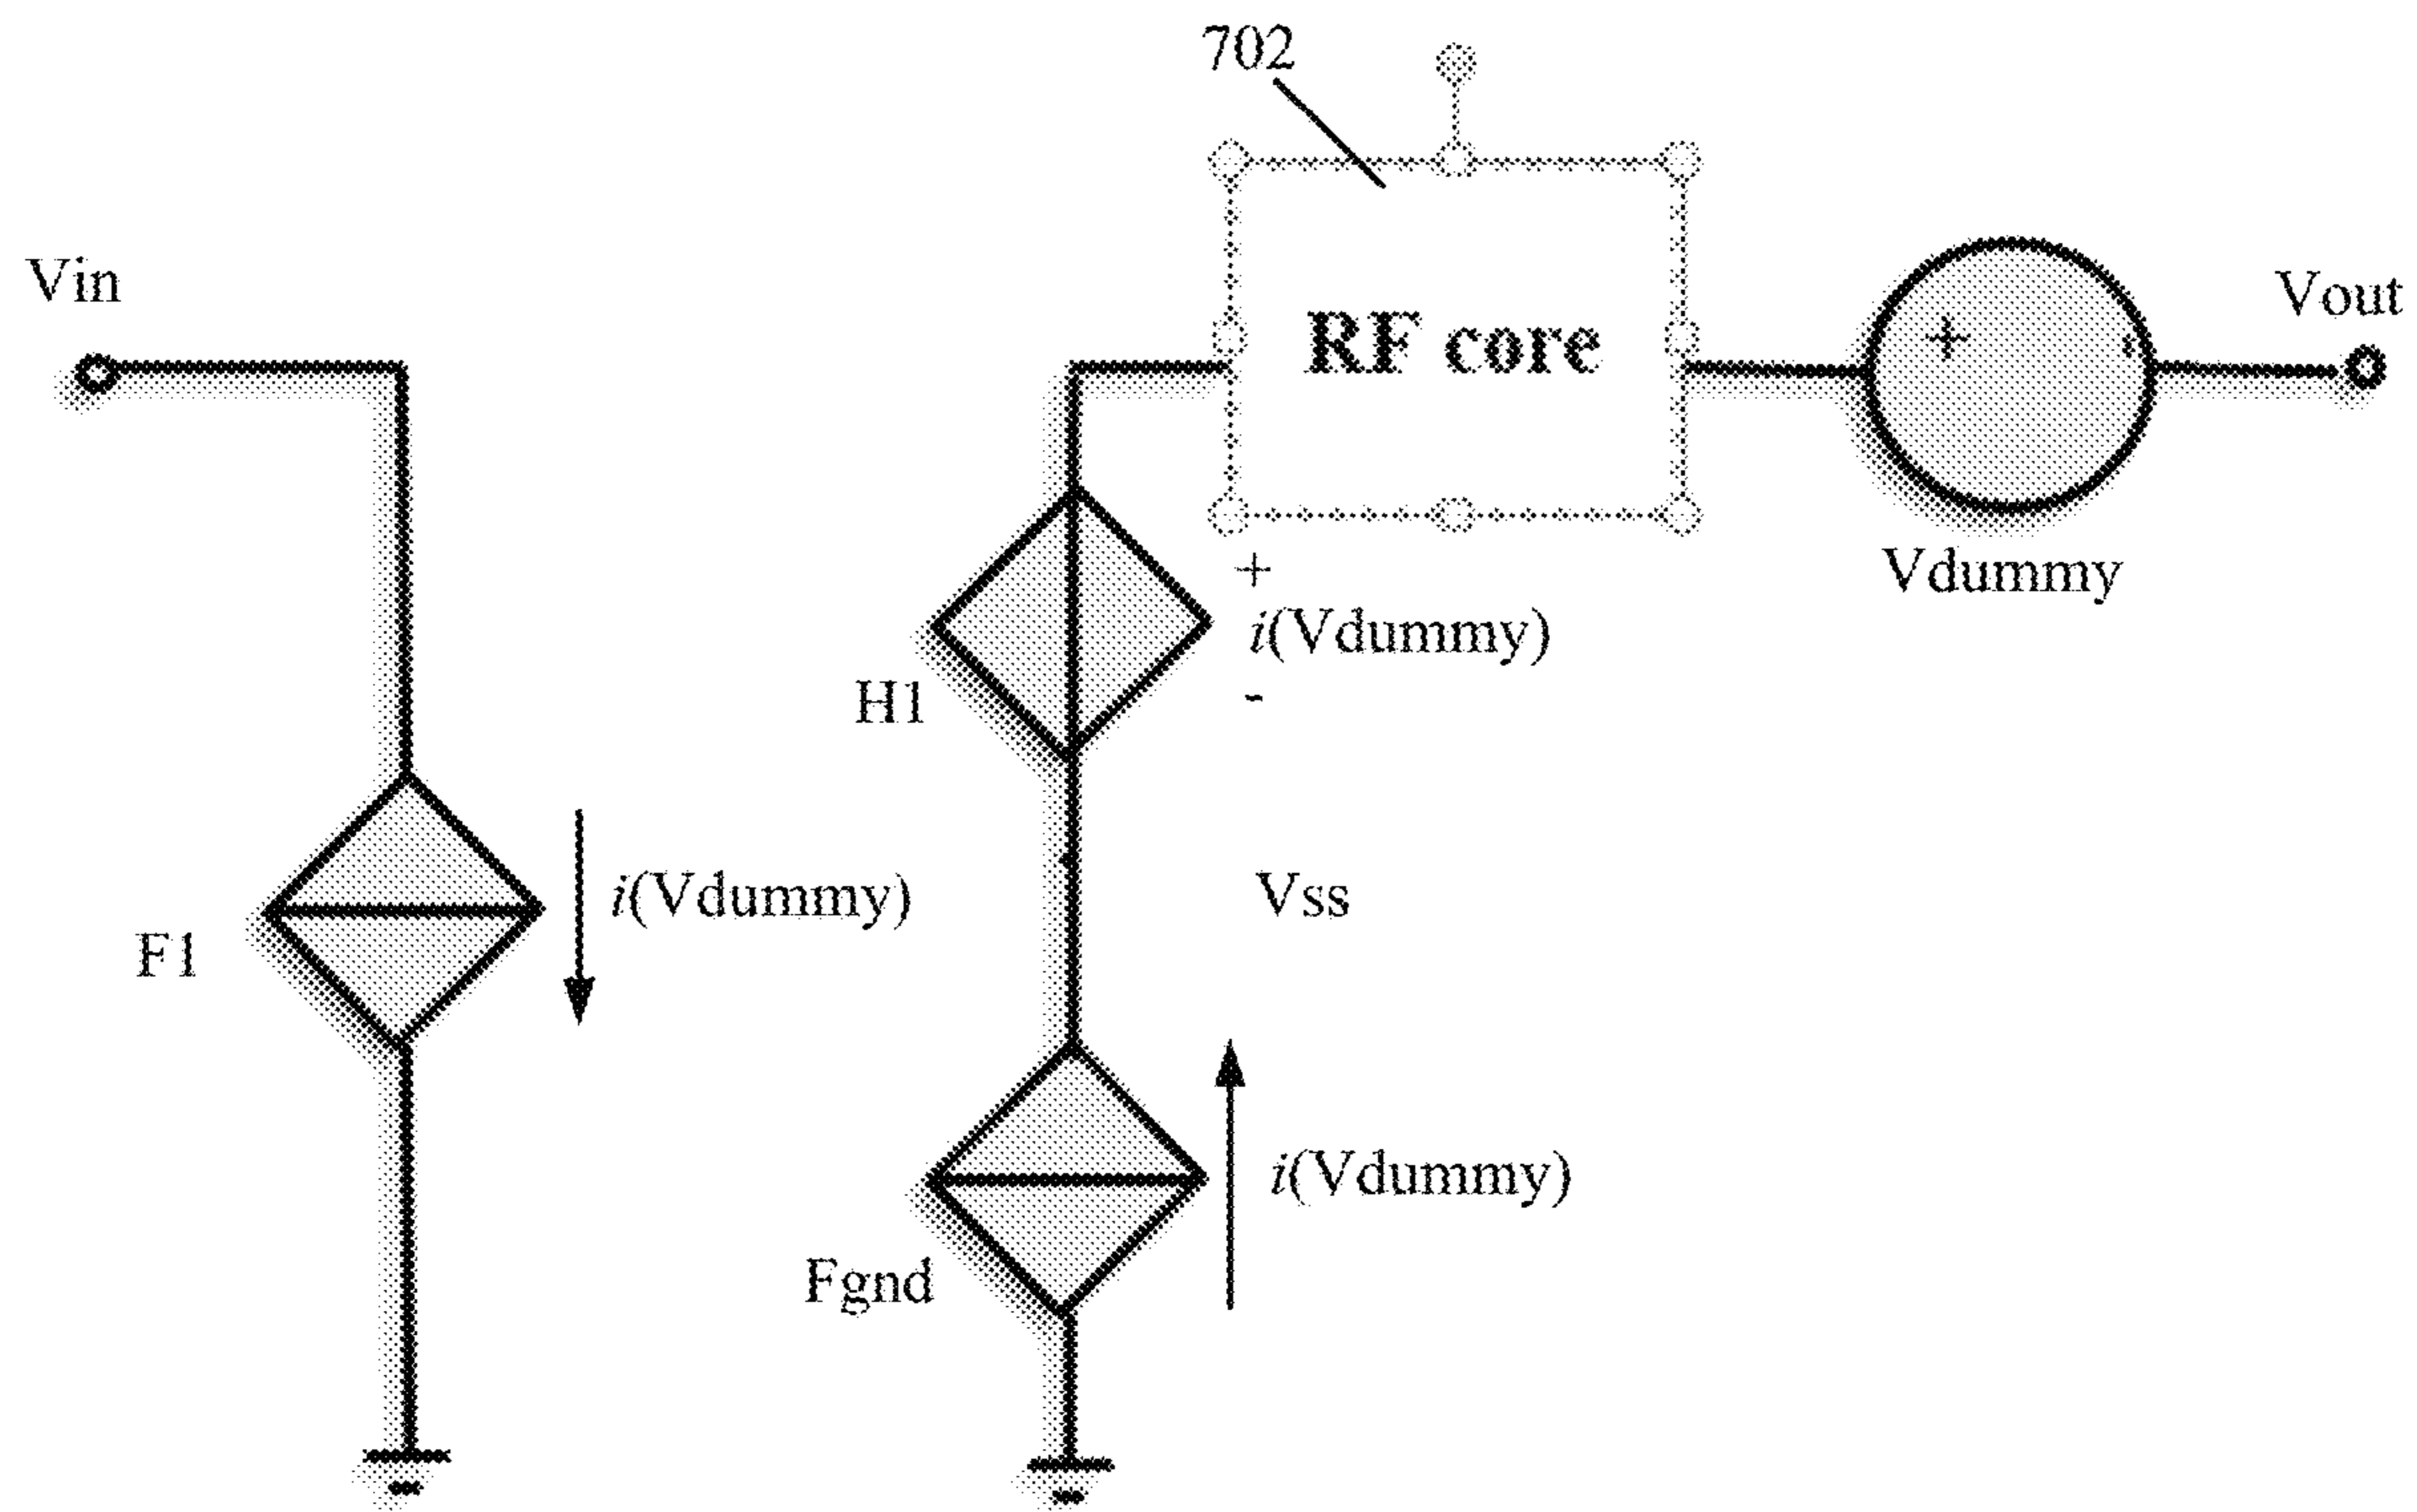 702
Vin
RF core
+
Vout
Vdummy
+
i(Vdummy)
-
H1
i(Vdummy)
Vss
F1
i(Vdummy)
Fgnd